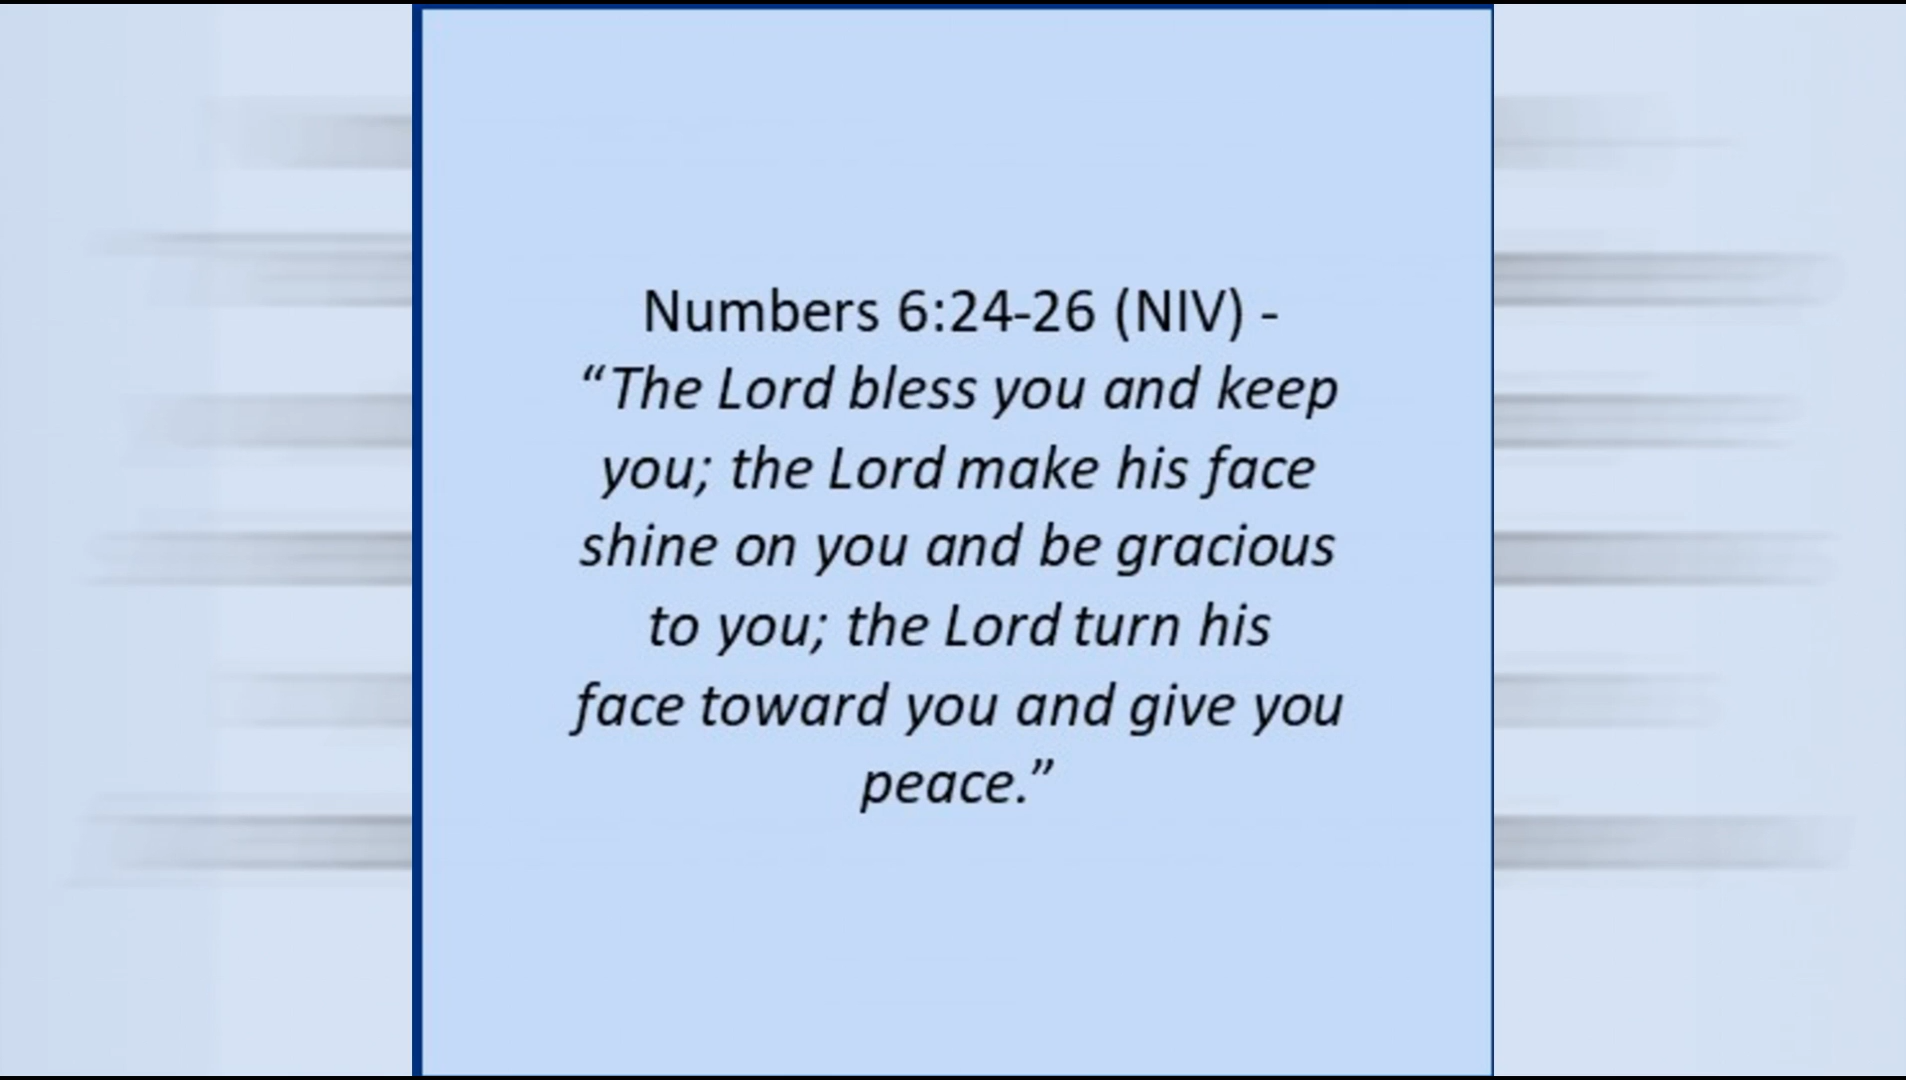 Numbers 6:24-26 (NIV) -
“The Lord bless you and keep
you; the Lord make his face
shine on you and be gracious
to you; the Lord turn his
face toward you and give you
peace.”